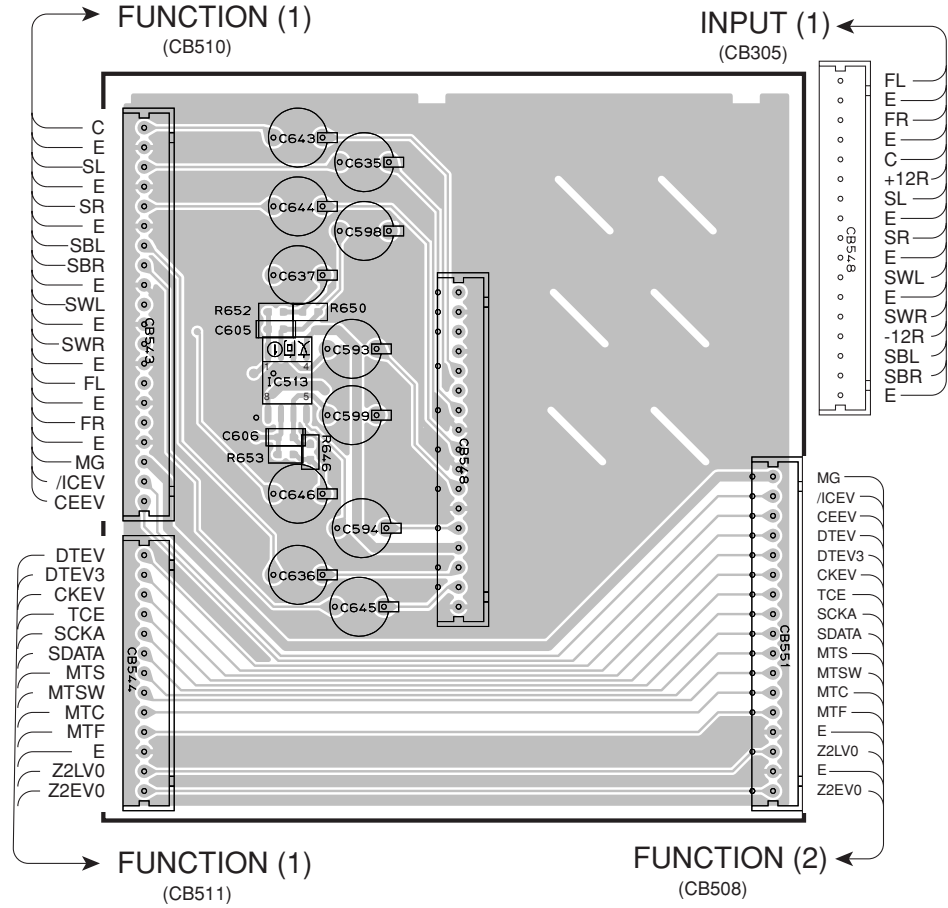 FUNCTION (1)
(CB510)
INPUT (1)
(CB305)
C
E
SL
E
SR
E
SBL
SBR
E
SWL
E
SWR
E
FL
E
FR
E
MG
/ICEV
CEEV
CB543
DTEV
DTEV3
CKEV
TCE
SCKA
SDATA
MTS
MTSW
MTC
MTF
E
Z2LV0
Z2EV0
CB544
C643
C635
C644
C598
C637
R652
R650
C605
C593
1
4
IC513
8
5
C599
C606
R653
R646
C646
C594
C636
C645
CB548
FL
E
FR
E
C
+12R
SL
E
SR
E
SWL
E
SWR
-12R
SBL
SBR
E
CB548
MG
/ICEV
CEEV
DTEV
DTEV3
CKEV
TCE
SCKA
SDATA
MTS
MTSW
MTC
MTF
E
Z2LV0
E
Z2EV0
CB551
FUNCTION (1)
(CB511)
FUNCTION (2)
(CB508)